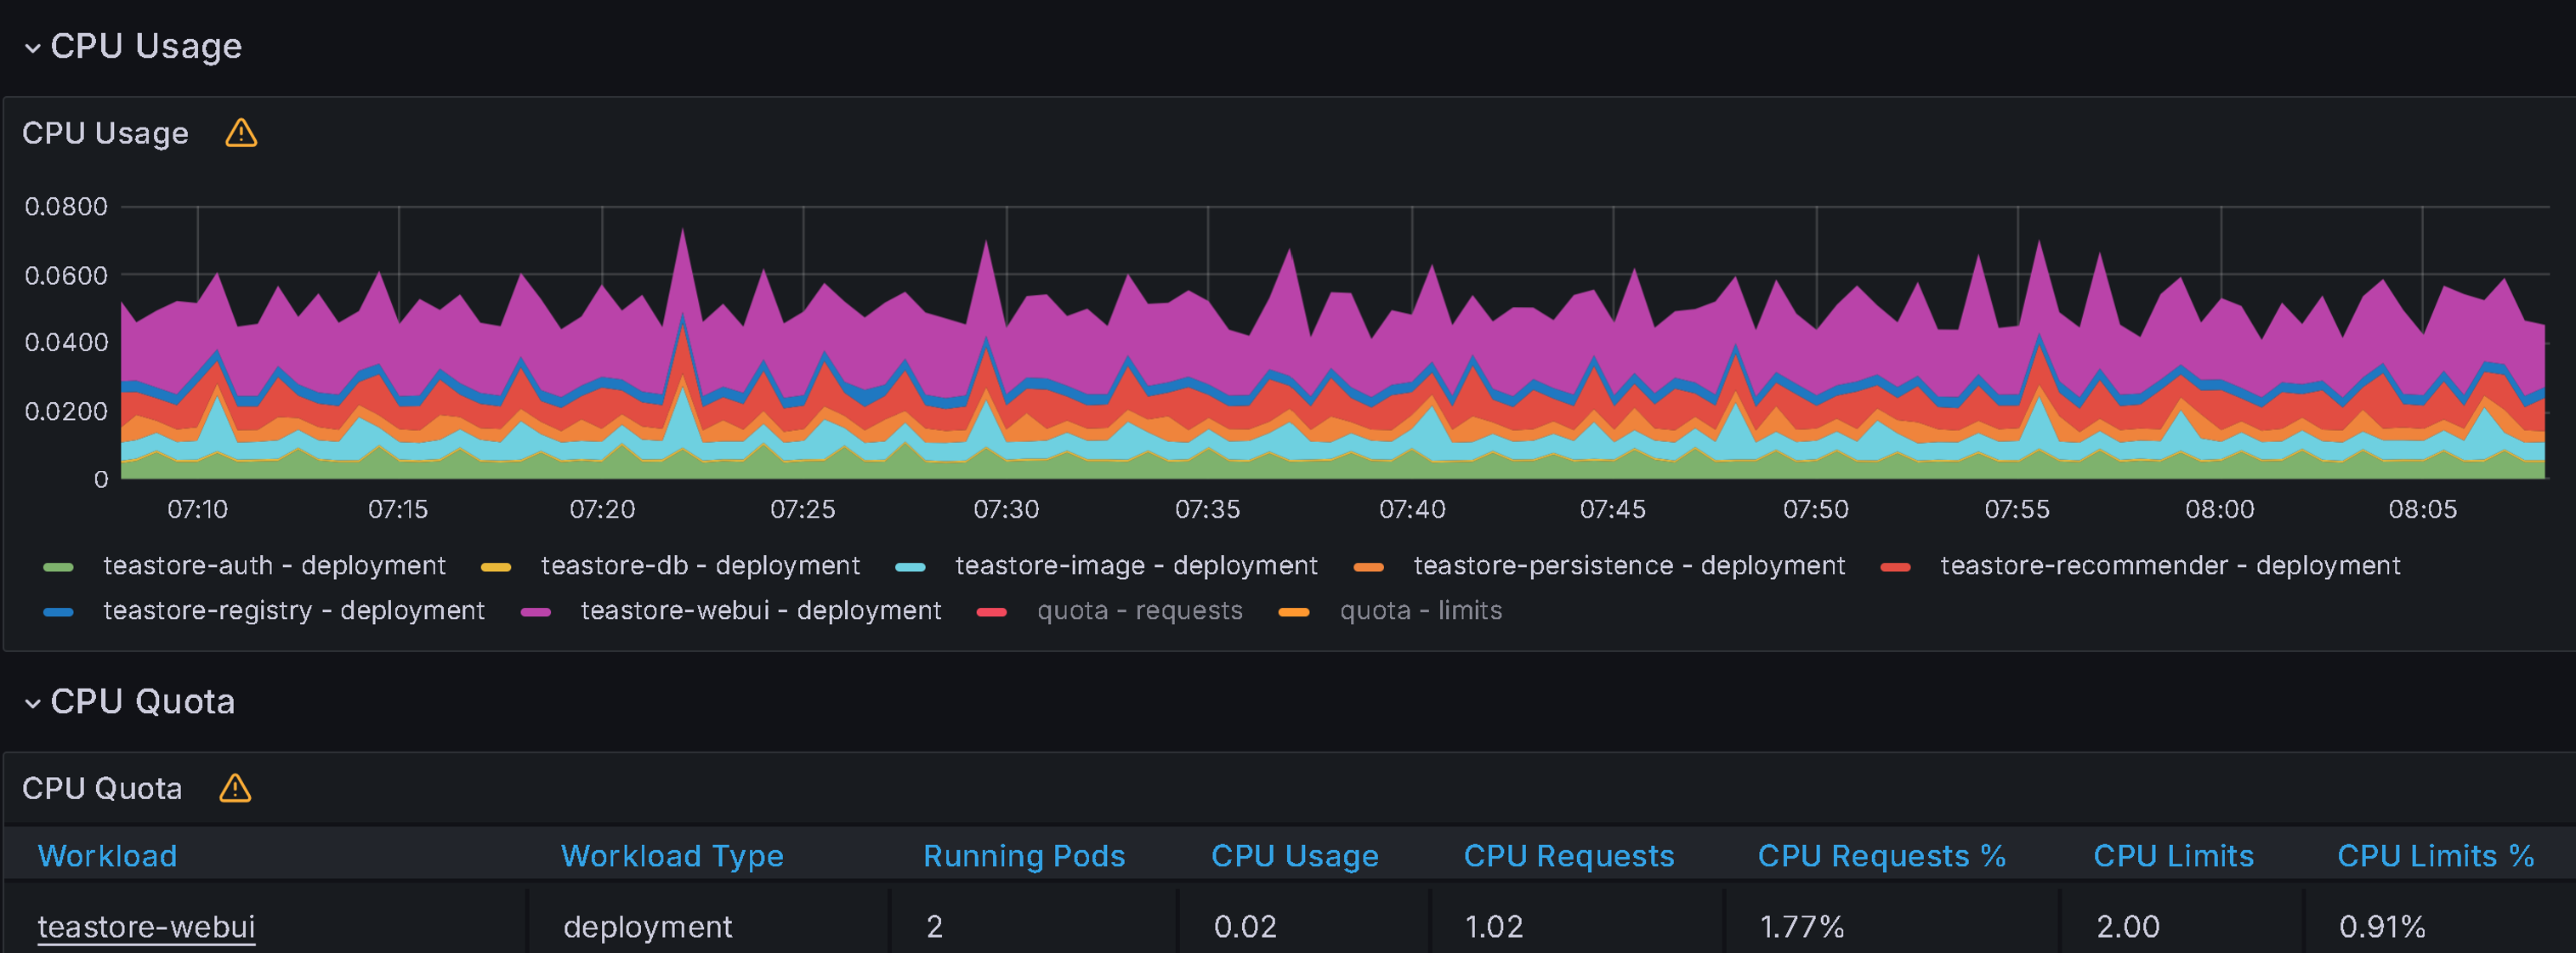 CPU Usage
CPU Usage
0.0800
0.0600
0.0400
0.0200
0
07:10 07:15 07:20 07:25 07:30 07:35 07:40 07:45 07:50 07:55 08:00 08:05
teastore-auth - deployment teastore-db - deployment teastore-image - deployment teastore-persistence - deployment teastore-recommender - deployment
teastore-registry - deployment teastore-webui - deployment quota - requests quota - limits
CPU Quota
CPU Quota
Workload Workload Type Running Pods CPU Usage CPU Requests CPU Requests % CPU Limits CPU Limits %
teastore-webui deployment 2 0.02 1.02 1.77% 2.00 0.91%